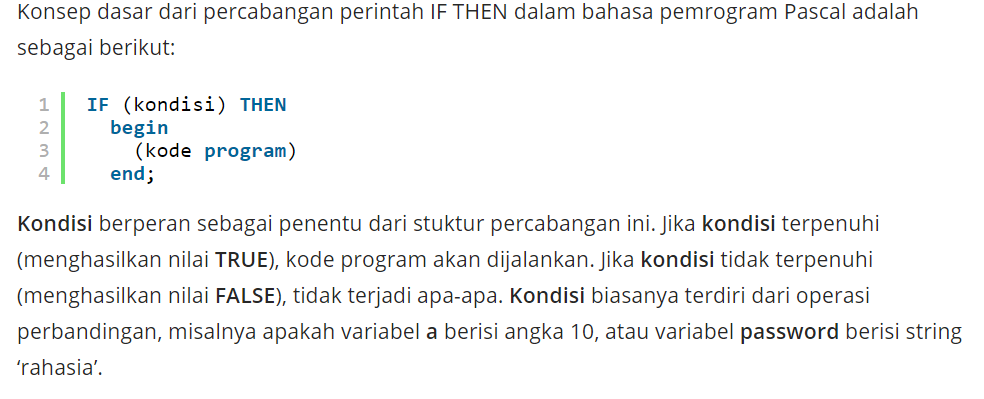 Konsep dasar dari percabangan perintah IF THEN dalam bahasa pemrogram Pascal adalah
sebagai berikut:
1 IF (kondisi) THEN
2 begin
3 (kode program)
4 end;
Kondisi berperan sebagai penentu dari stuktur percabangan ini. Jika kondisi terpenuhi
(menghasilkan nilai TRUE), kode program akan dijalankan. Jika kondisi tidak terpenuhi
(menghasilkan nilai FALSE), tidak terjadi apa-apa. Kondisi biasanya terdiri dari operasi
perbandingan, misalnya apakah variabel a berisi angka 10, atau variabel password berisi string
‘rahasia’.